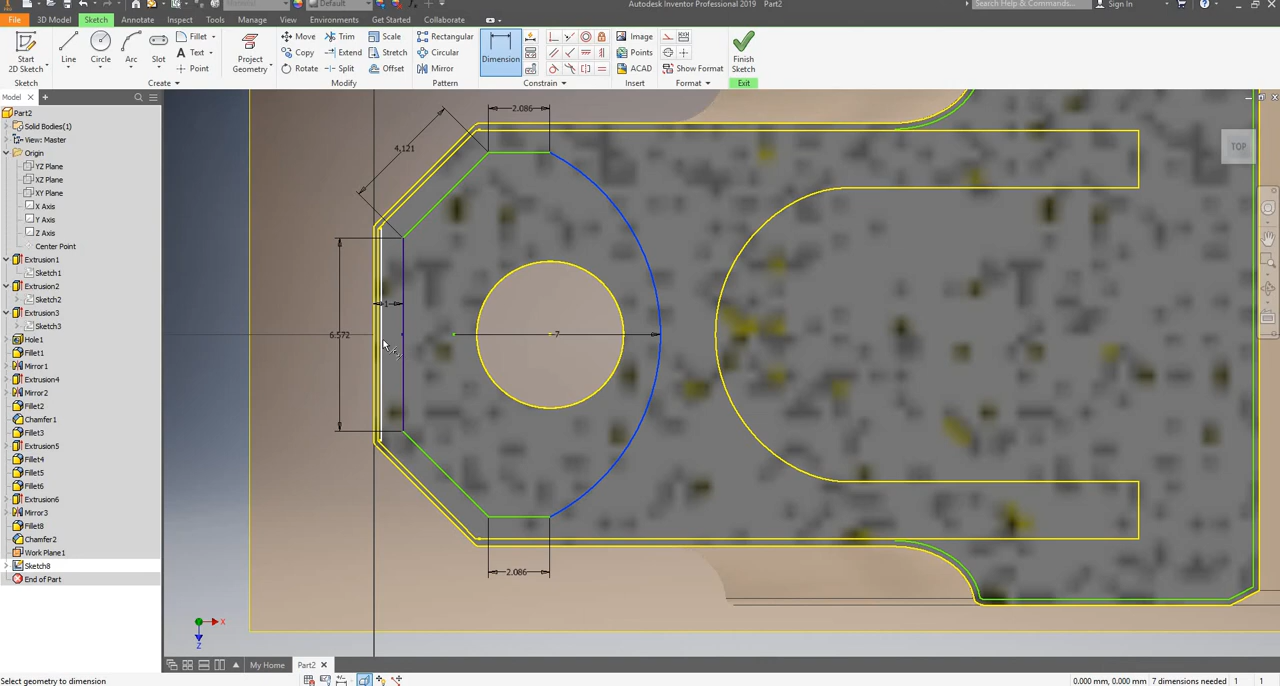 Material
Default
Autodesk Inventor Professional 2019   Part2
Search Help & Commands...
Sign In
File
3D Model
Sketch
Annotate
Inspect
Tools
Manage
View
Environments
Get Started
Collaborate
Start
2D Sketch
Line
Circle
Arc
Slot
Fillet
Text
Point
Project
Geometry
Move
Copy
Rotate
Trim
Extend
Split
Scale
Stretch
Offset
Rectangular
Circular
Mirror
Dimension
Image
Points
ACAD
Show Format
Finish
Sketch
Sketch
Create
Modify
Pattern
Constrain
Insert
Format
Exit
Model
Part2
Solid Bodies(1)
View: Master
Origin
YZ Plane
XZ Plane
XY Plane
X Axis
Y Axis
Z Axis
Center Point
Extrusion1
Sketch1
Extrusion2
Sketch2
Extrusion3
Sketch3
Hole1
Fillet1
Mirror1
Extrusion4
Mirror2
Fillet2
Chamfer1
Fillet3
Extrusion5
Fillet4
Fillet5
Fillet6
Extrusion6
Mirror3
Fillet8
Chamfer2
Work Plane1
Sketch8
End of Part
2.086
4.121
TOP
1
6.572
7
2.086
X
Z
My Home
Part2
Select geometry to dimension
0.000 mm, 0.000 mm
7 dimensions needed
1
1